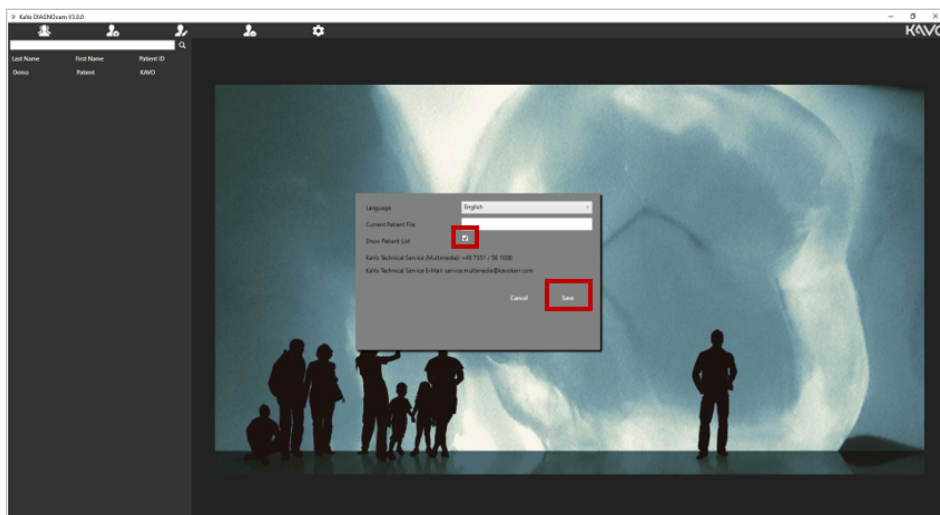 KaVo DIAGNOcam V3.0.0
KAVO
Last Name First Name Patient ID
Demo Patient KAVO
Language English
Current Patient File
Show Patient List
KaVo Technical Service (Multimedia): +49 7351 / 56 1000
KaVo Technical Service E-Mail: service.multimedia@kavokerr.com
Cancel Save